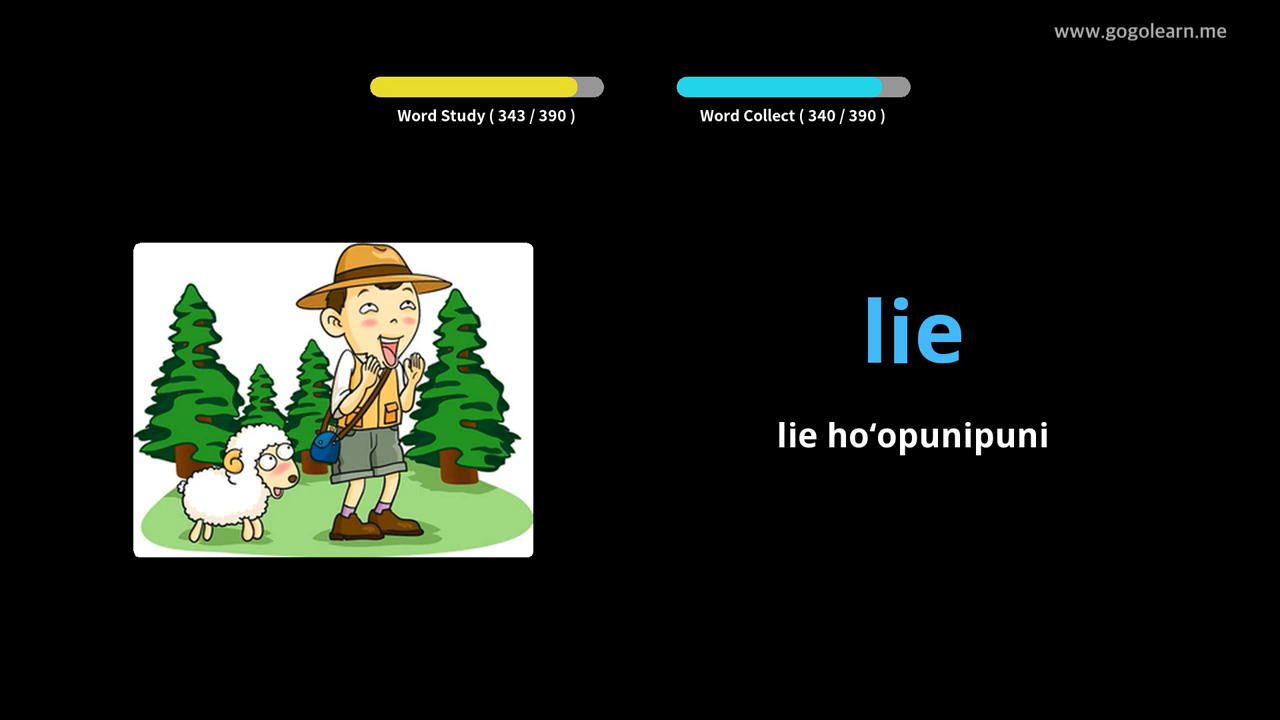 www.gogolearn.me
Word Study ( 343 / 390 )
Word Collect ( 340 / 390 )
lie
lie hoʻopunipuni